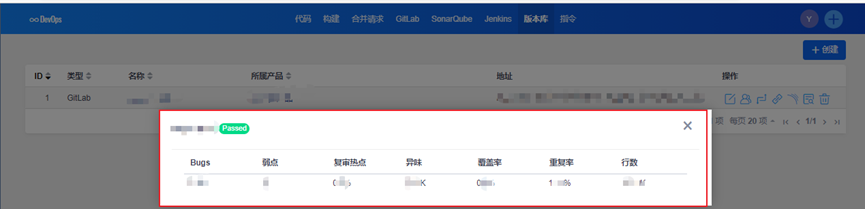 DevOps 代码 构建 合并请求 GitLab SonarQube Jenkins 版本库 指令 Y
创建
ID 类型 名称 所属产品 地址 操作
1 GitLab
项 每页 20 项 1/1
Passed
Bugs 弱点 复审热点 异味 覆盖率 重复率 行数